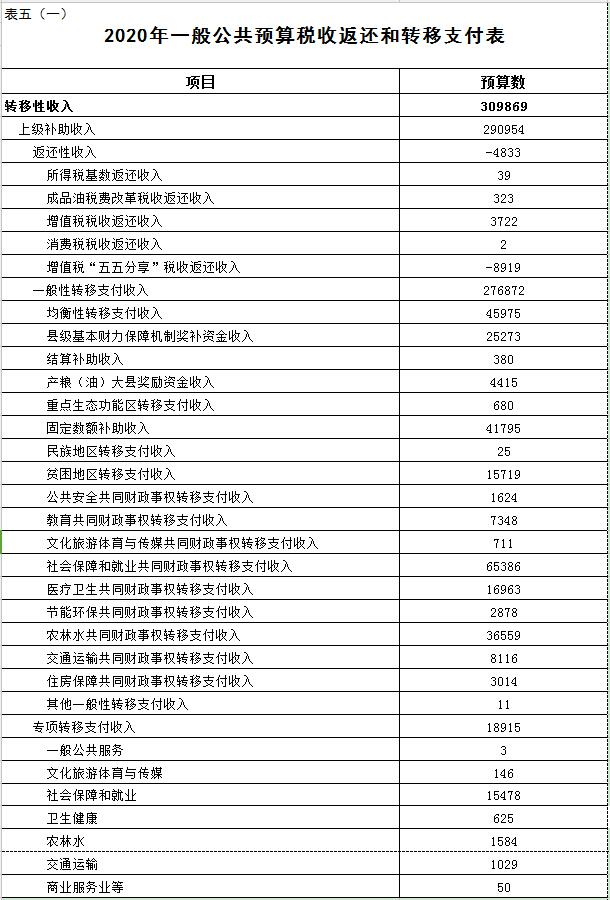 表五（一）
2020年一般公共预算税收返还和转移支付表
项目 预算数
转移性收入 309869
上级补助收入 290954
返还性收入 -4833
所得税基数返还收入 39
成品油税费改革税收返还收入 323
增值税税收返还收入 3722
消费税税收返还收入 2
增值税“五五分享”税收返还收入 -8919
一般性转移支付收入 276872
均衡性转移支付收入 45975
县级基本财力保障机制奖补资金收入 25273
结算补助收入 380
产粮（油）大县奖励资金收入 4415
重点生态功能区转移支付收入 680
固定数额补助收入 41795
民族地区转移支付收入 25
贫困地区转移支付收入 15719
公共安全共同财政事权转移支付收入 1624
教育共同财政事权转移支付收入 7348
文化旅游体育与传媒共同财政事权转移支付收入 711
社会保障和就业共同财政事权转移支付收入 65386
医疗卫生共同财政事权转移支付收入 16963
节能环保共同财政事权转移支付收入 2878
农林水共同财政事权转移支付收入 36559
交通运输共同财政事权转移支付收入 8116
住房保障共同财政事权转移支付收入 3014
其他一般性转移支付收入 11
专项转移支付收入 18915
一般公共服务 3
文化旅游体育与传媒 146
社会保障和就业 15478
卫生健康 625
农林水 1584
交通运输 1029
商业服务业等 50